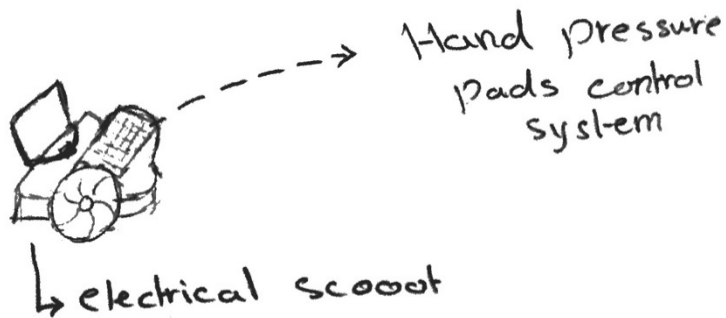 Hand pressure
pads control
system
electrical scooot